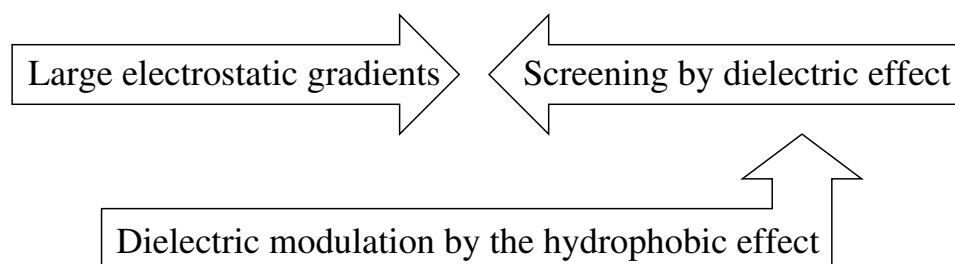 Large electrostatic gradients
Screening by dielectric effect
Dielectric modulation by the hydrophobic effect